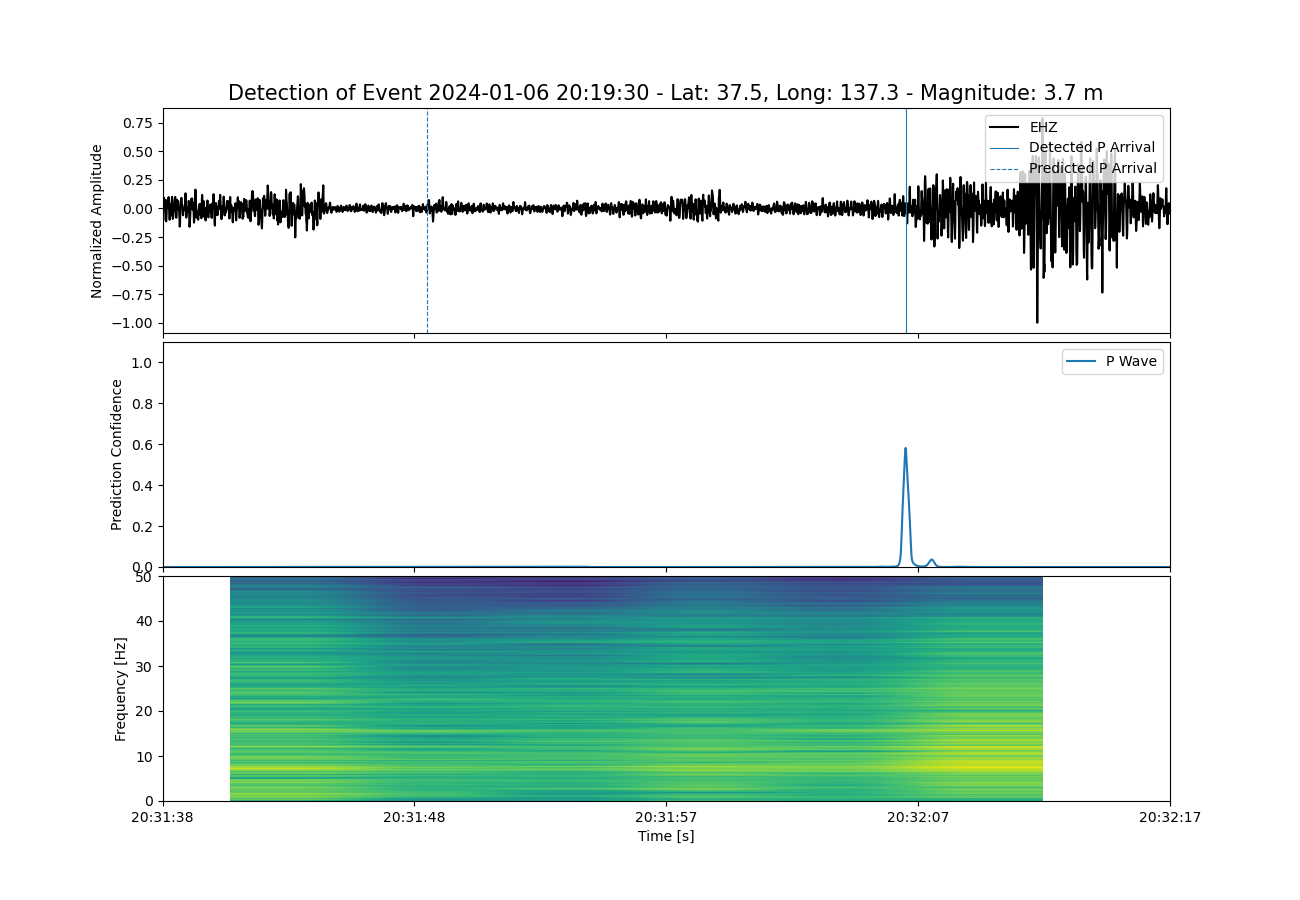 Detection of Event 2024-01-06 20:19:30 - Lat: 37.5, Long: 137.3 - Magnitude: 3.7 m
Normalized Amplitude
0.75
0.50
0.25
0.00
−0.25
−0.50
−0.75
−1.00
EHZ
Detected P Arrival
Predicted P Arrival
Prediction Confidence
1.0
0.8
0.6
0.4
0.2
0.0
P Wave
Frequency [Hz]
50
40
30
20
10
0
20:31:38
20:31:48
20:31:57
20:32:07
20:32:17
Time [s]